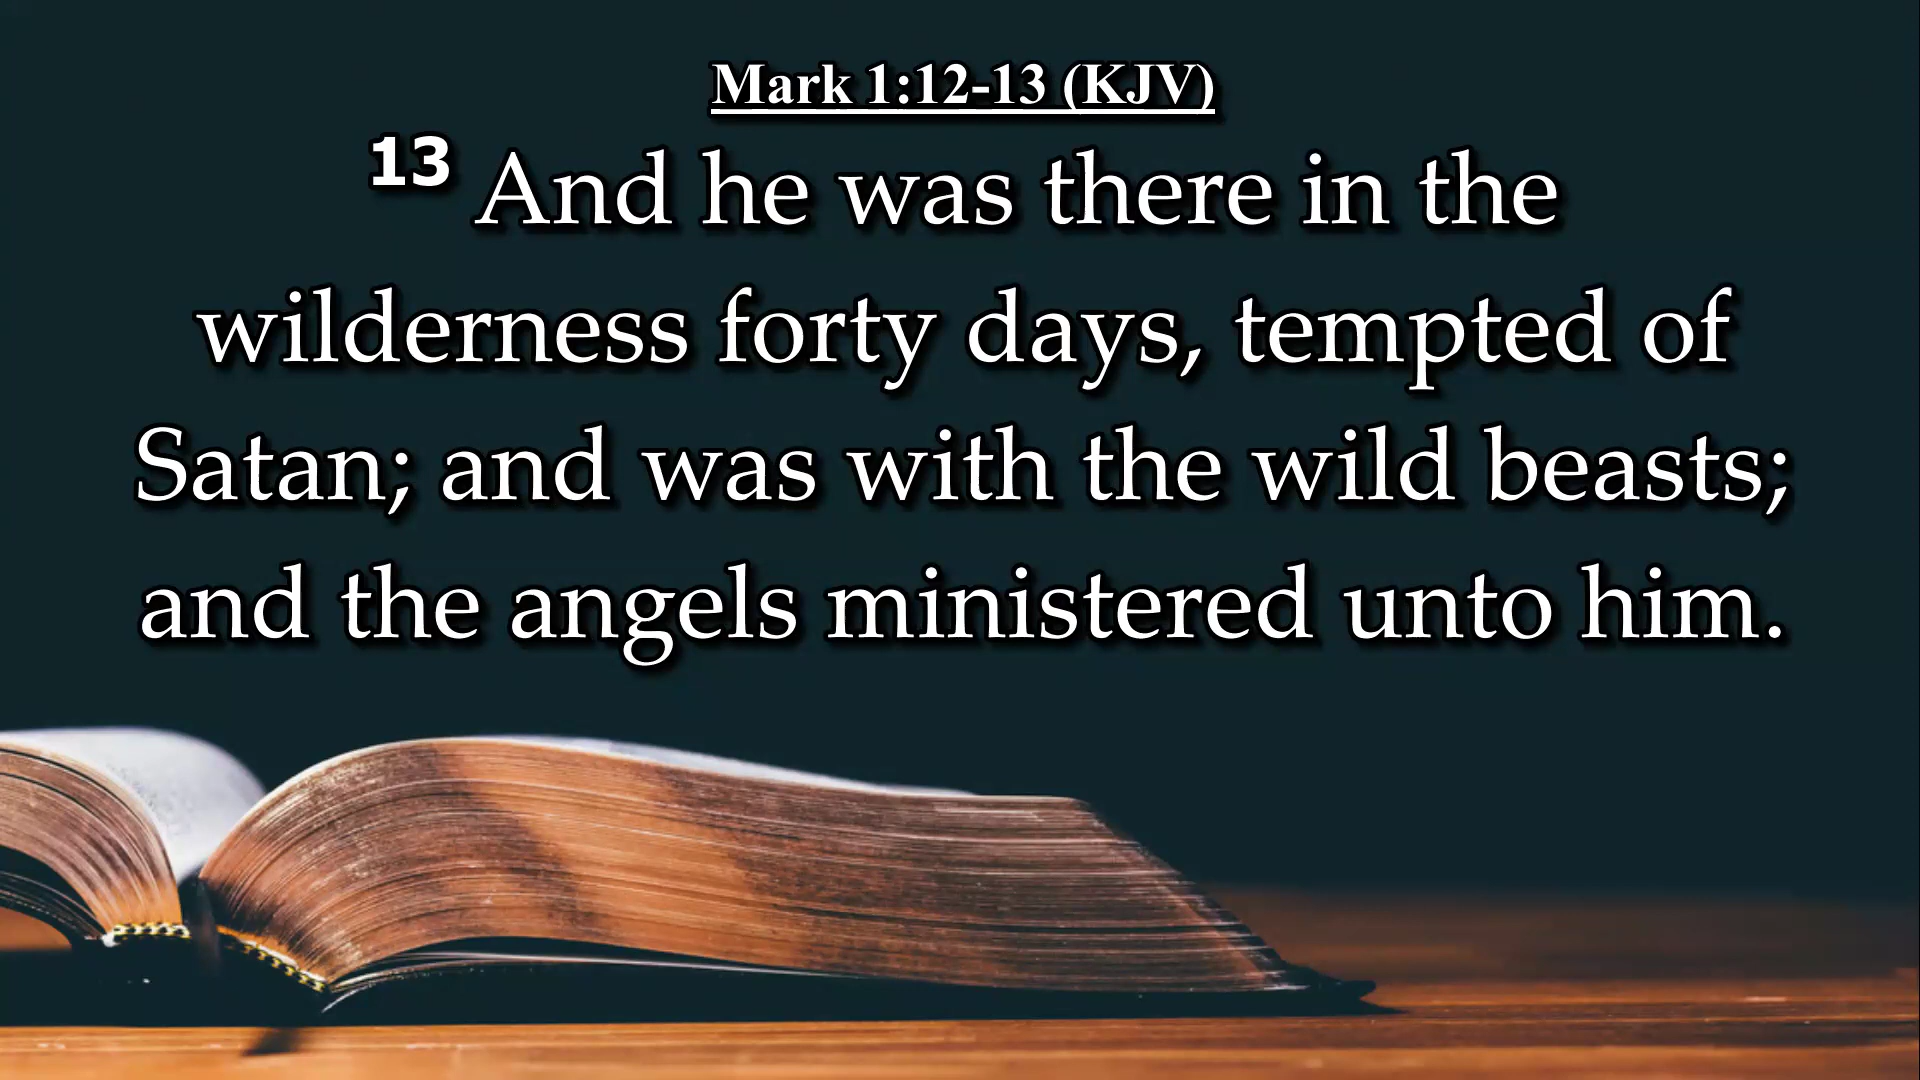 Mark 1:12-13 (KJV)
13 And he was there in the
wilderness forty days, tempted of
Satan; and was with the wild beasts;
and the angels ministered unto him.